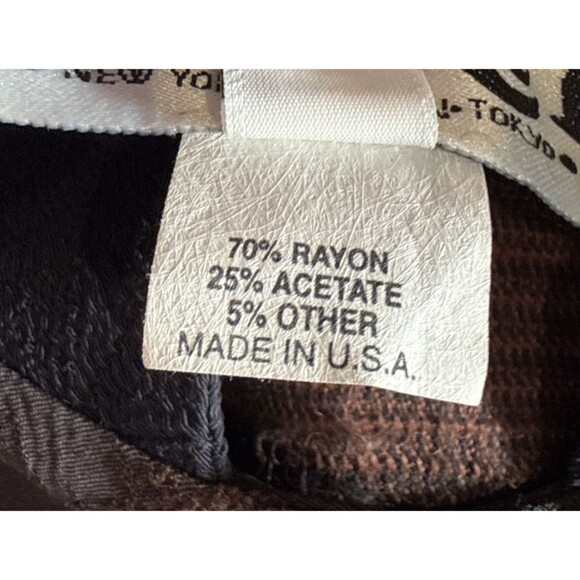 NEW YO
TOKYO
70% RAYON
25% ACETATE
5% OTHER
MADE IN U.S.A.